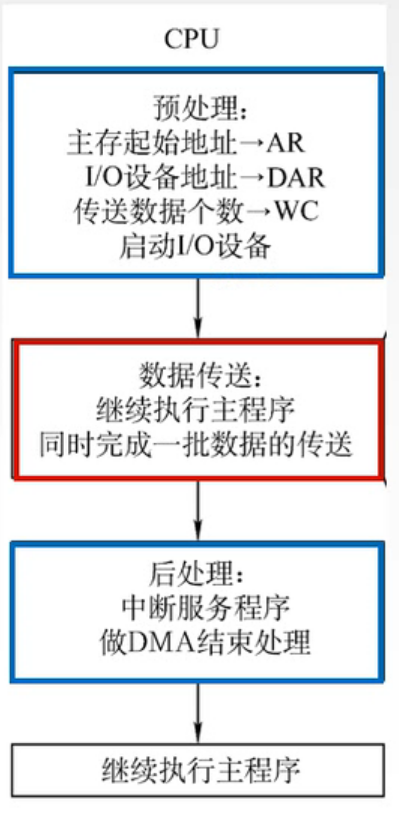 CPU
预处理：
主存起始地址→AR
I/O设备地址→DAR
传送数据个数→WC
启动I/O设备
数据传送：
继续执行主程序
同时完成一批数据的传送
后处理：
中断服务程序
做DMA结束处理
继续执行主程序